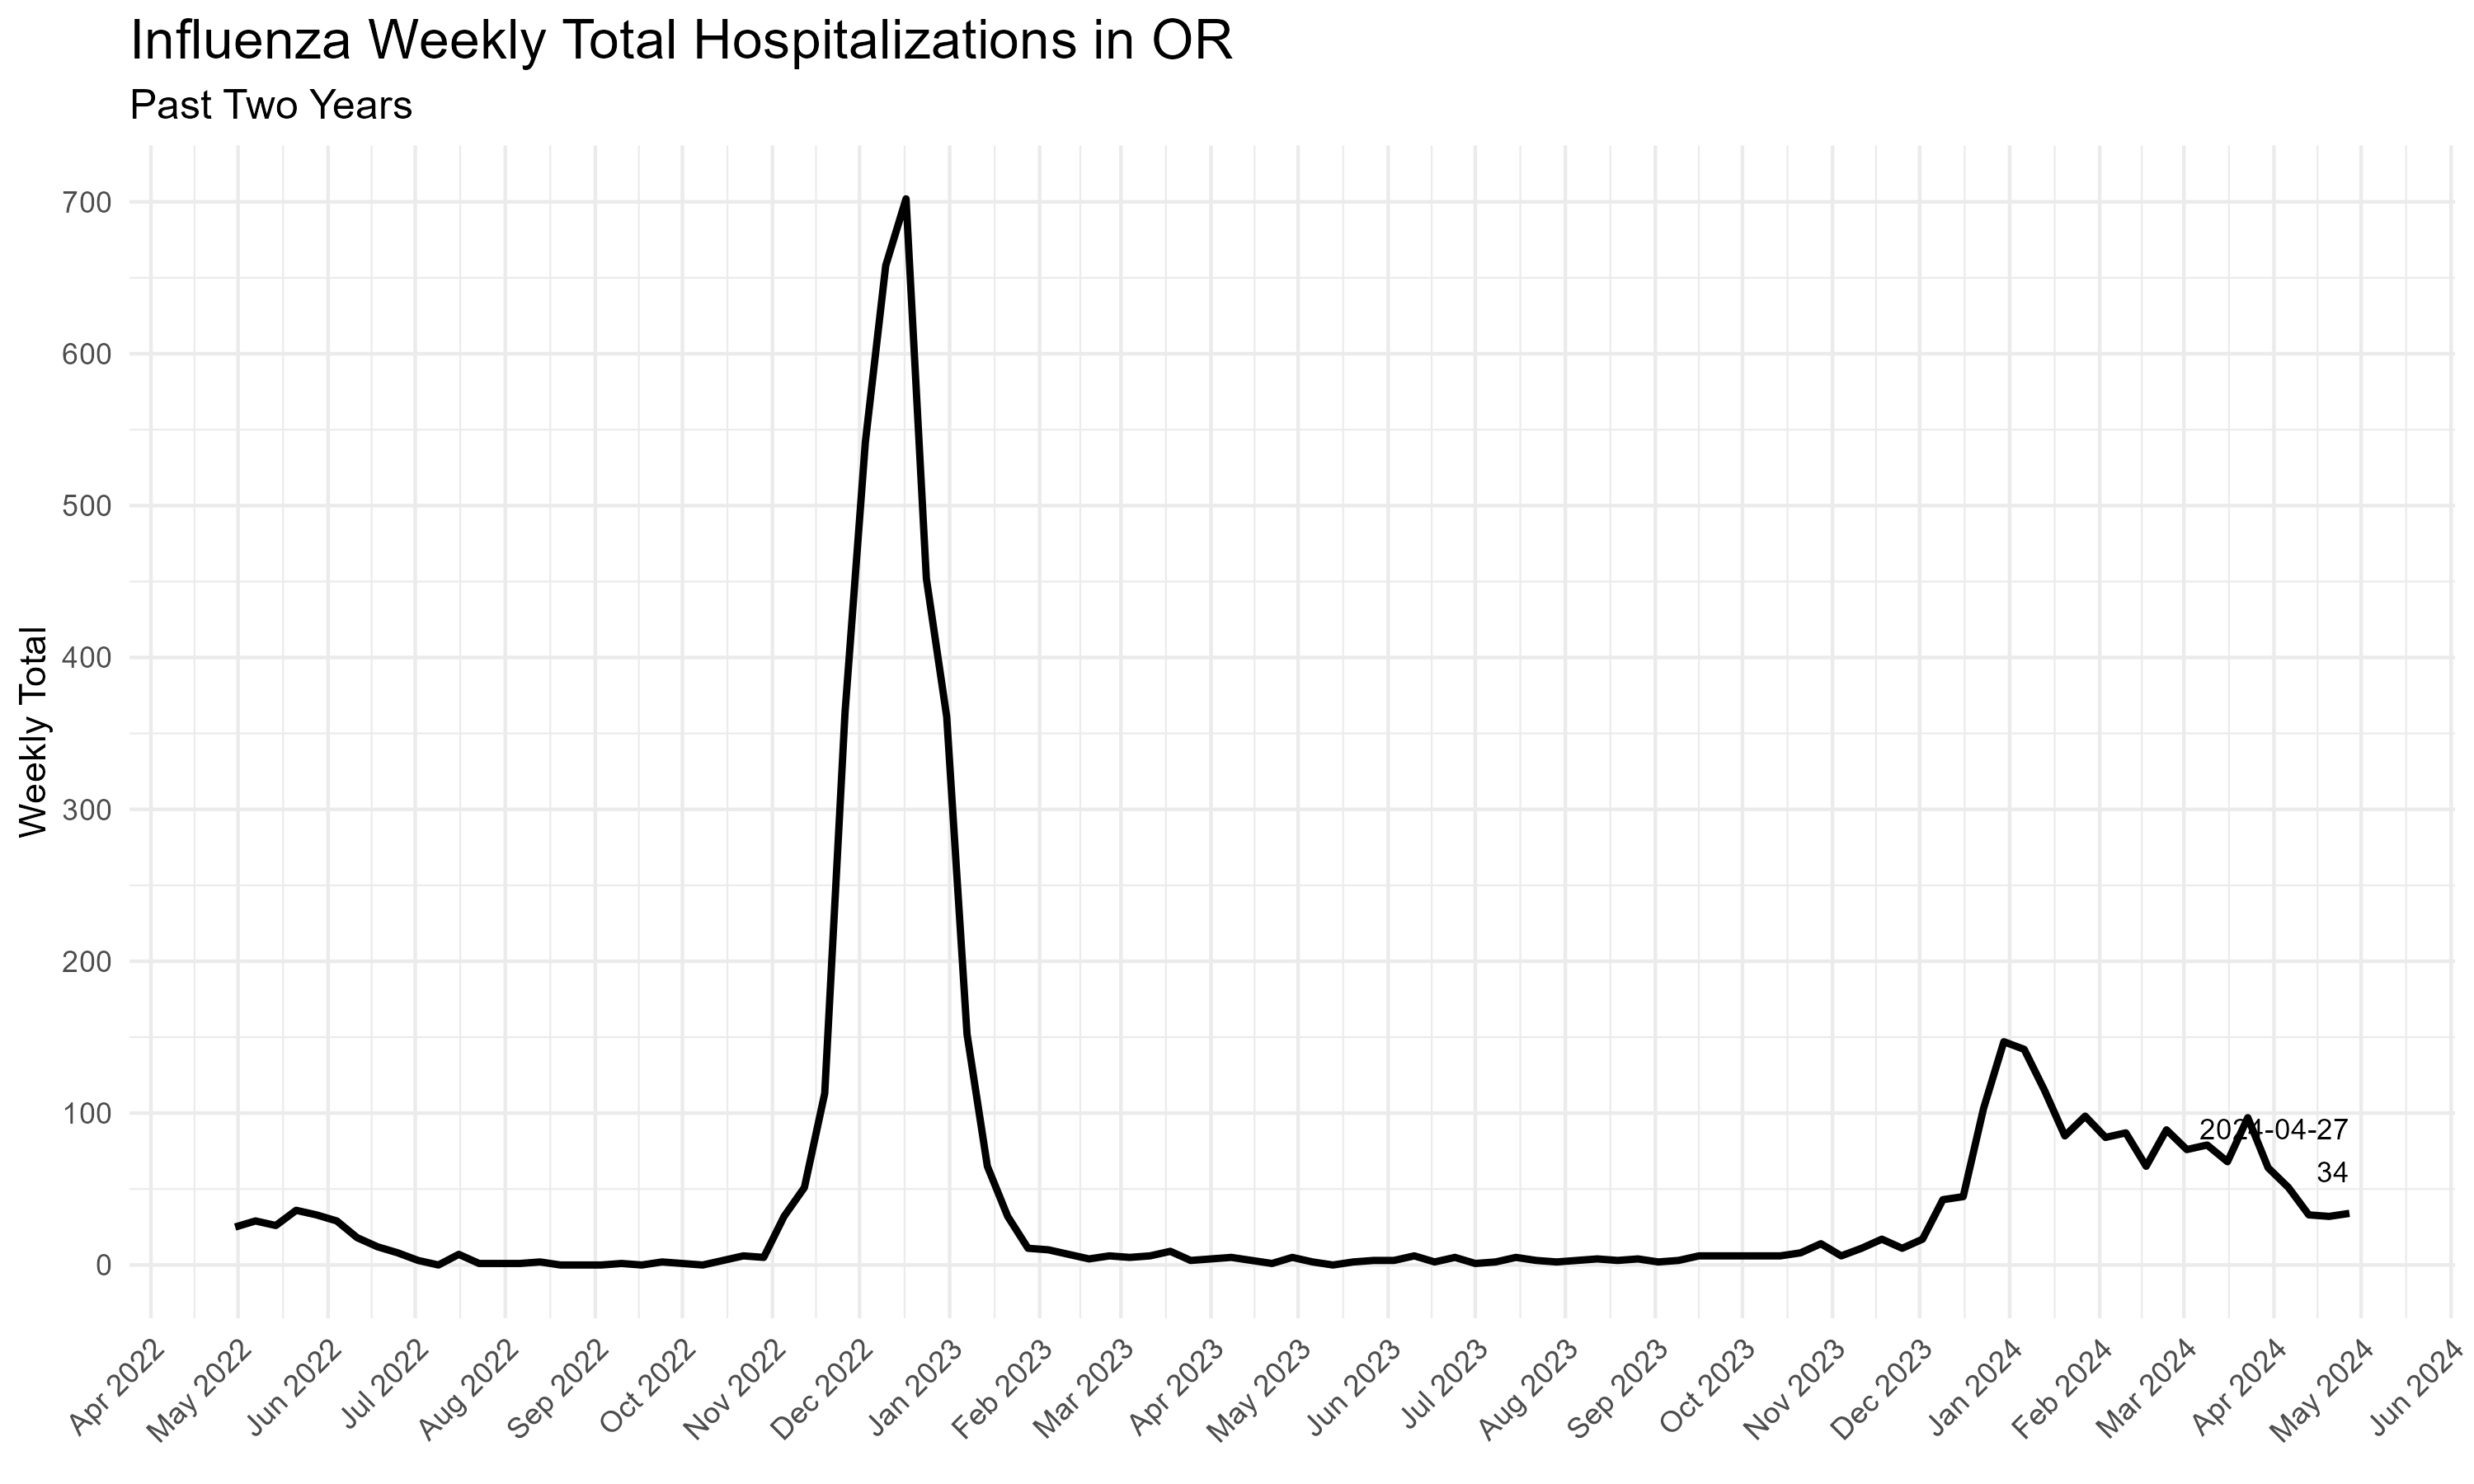 Influenza Weekly Total Hospitalizations in OR
Past Two Years
Weekly Total
700
600
500
400
300
200
100
0
2024-04-27
34
Apr 2022
May 2022
Jun 2022
Jul 2022
Aug 2022
Sep 2022
Oct 2022
Nov 2022
Dec 2022
Jan 2023
Feb 2023
Mar 2023
Apr 2023
May 2023
Jun 2023
Jul 2023
Aug 2023
Sep 2023
Oct 2023
Nov 2023
Dec 2023
Jan 2024
Feb 2024
Mar 2024
Apr 2024
May 2024
Jun 2024